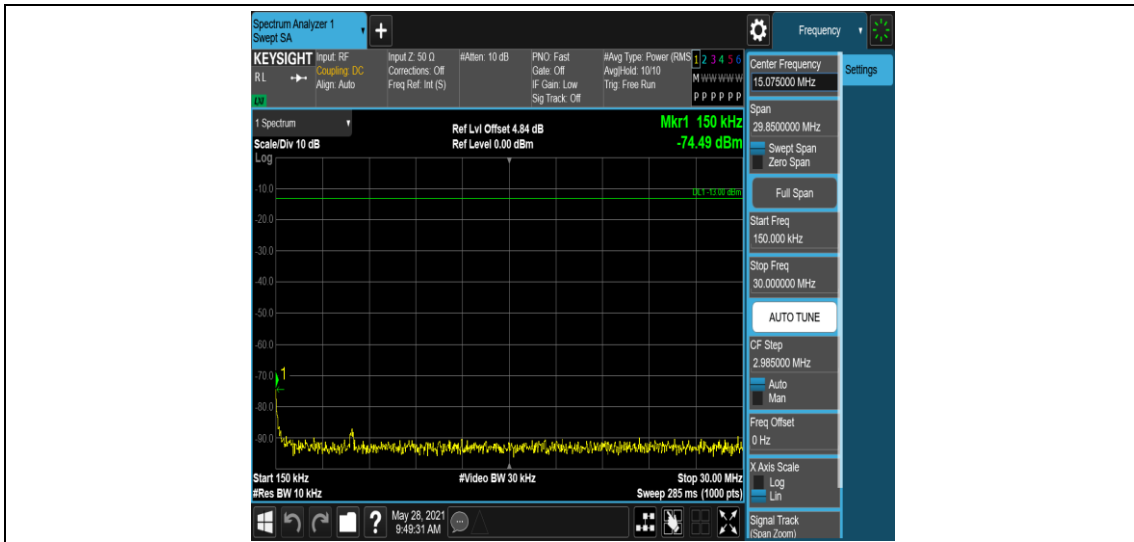 Spectrum Analyzer 1
Swept SA
+
Frequency
KEYSIGHT
RL
LXI
Input: RF
Coupling: DC
Align: Auto
Input Z: 50 Ω
Corrections: Off
Freq Ref: Int (S)
#Atten: 10 dB
PNO: Fast
Gate: Off
IF Gain: Low
Sig Track: Off
#Avg Type: Power (RMS
Avg|Hold: 10/10
Trig: Free Run
1 2 3 4 5 6
M W W W W W
P P P P P P
Center Frequency
15.075000 MHz
Settings
Span
29.8500000 MHz
Swept Span
Zero Span
Full Span
Start Freq
150.000 kHz
Stop Freq
30.000000 MHz
AUTO TUNE
CF Step
2.985000 MHz
Auto
Man
Freq Offset
0 Hz
X Axis Scale
Log
Lin
Signal Track
(Span Zoom)
1 Spectrum
Scale/Div 10 dB
Log
Ref Lvl Offset 4.84 dB
Ref Level 0.00 dBm
Mkr1 150 kHz
-74.49 dBm
DL1 -13.00 dBm
-10.0
-20.0
-30.0
-40.0
-50.0
-60.0
-70.0
1
-80.0
-90.0
Start 150 kHz
#Res BW 10 kHz
#Video BW 30 kHz
Stop 30.00 MHz
Sweep 285 ms (1000 pts)
?
May 28, 2021
9:49:31 AM